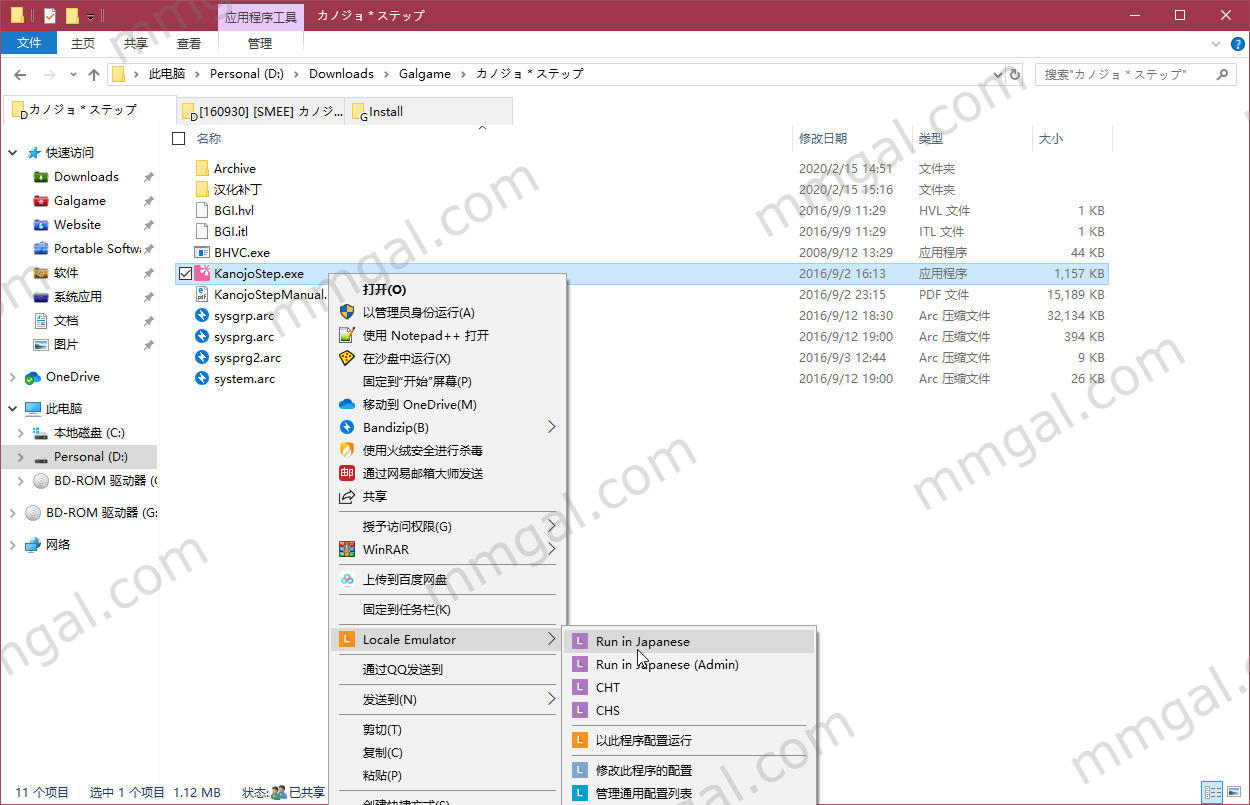 应用程序工具 カノジョ * ステップ
文件 主页 共享 查看 管理
此电脑 Personal (D:) Downloads Galgame カノジョ * ステップ 搜索"カノジョ * ステップ"
カノジョ * ステップ [160930] [SMEE] カノジ... Install
名称 修改日期 类型 大小
快速访问
Downloads
Galgame
Website
Portable Softw
软件
系统应用
文档
图片
OneDrive
此电脑
本地磁盘 (C:)
Personal (D:)
BD-ROM 驱动器 (
BD-ROM 驱动器 (G:
网络
Archive 2020/2/15 14:51 文件夹
汉化补丁 2020/2/15 15:16 文件夹
BGI.hvl 2016/9/9 11:29 HVL 文件 1 KB
BGI.itl 2016/9/9 11:29 ITL 文件 1 KB
BHVC.exe 2008/9/12 13:29 应用程序 44 KB
KanojoStep.exe 2016/9/2 16:13 应用程序 1,157 KB
KanojoStepManual. 2016/9/2 23:15 PDF 文件 15,189 KB
sysgrp.arc 2016/9/12 18:30 Arc 压缩文件 32,134 KB
sysprg.arc 2016/9/12 19:00 Arc 压缩文件 394 KB
sysprg2.arc 2016/9/3 12:44 Arc 压缩文件 9 KB
system.arc 2016/9/12 19:00 Arc 压缩文件 26 KB
打开(O)
以管理员身份运行(A)
使用 Notepad++ 打开
在沙盘中运行(X)
固定到"开始"屏幕(P)
移动到 OneDrive(M)
Bandizip(B)
使用火绒安全进行杀毒
通过网易邮箱大师发送
共享
授予访问权限(G)
WinRAR
上传到百度网盘
固定到任务栏(K)
Locale Emulator
通过QQ发送到
发送到(N)
剪切(T)
复制(C)
粘贴(P)
创建快捷方式(S)
Run in Japanese
Run in Japanese (Admin)
CHT
CHS
以此程序配置运行
修改此程序的配置
管理通用配置列表
11 个项目 选中 1 个项目 1.12 MB 状态: 已共享
mmgal.com
mmgal.com
mmgal.com
mmgal.com
mmgal.com
mmgal.com
mmgal.com
mmgal.com